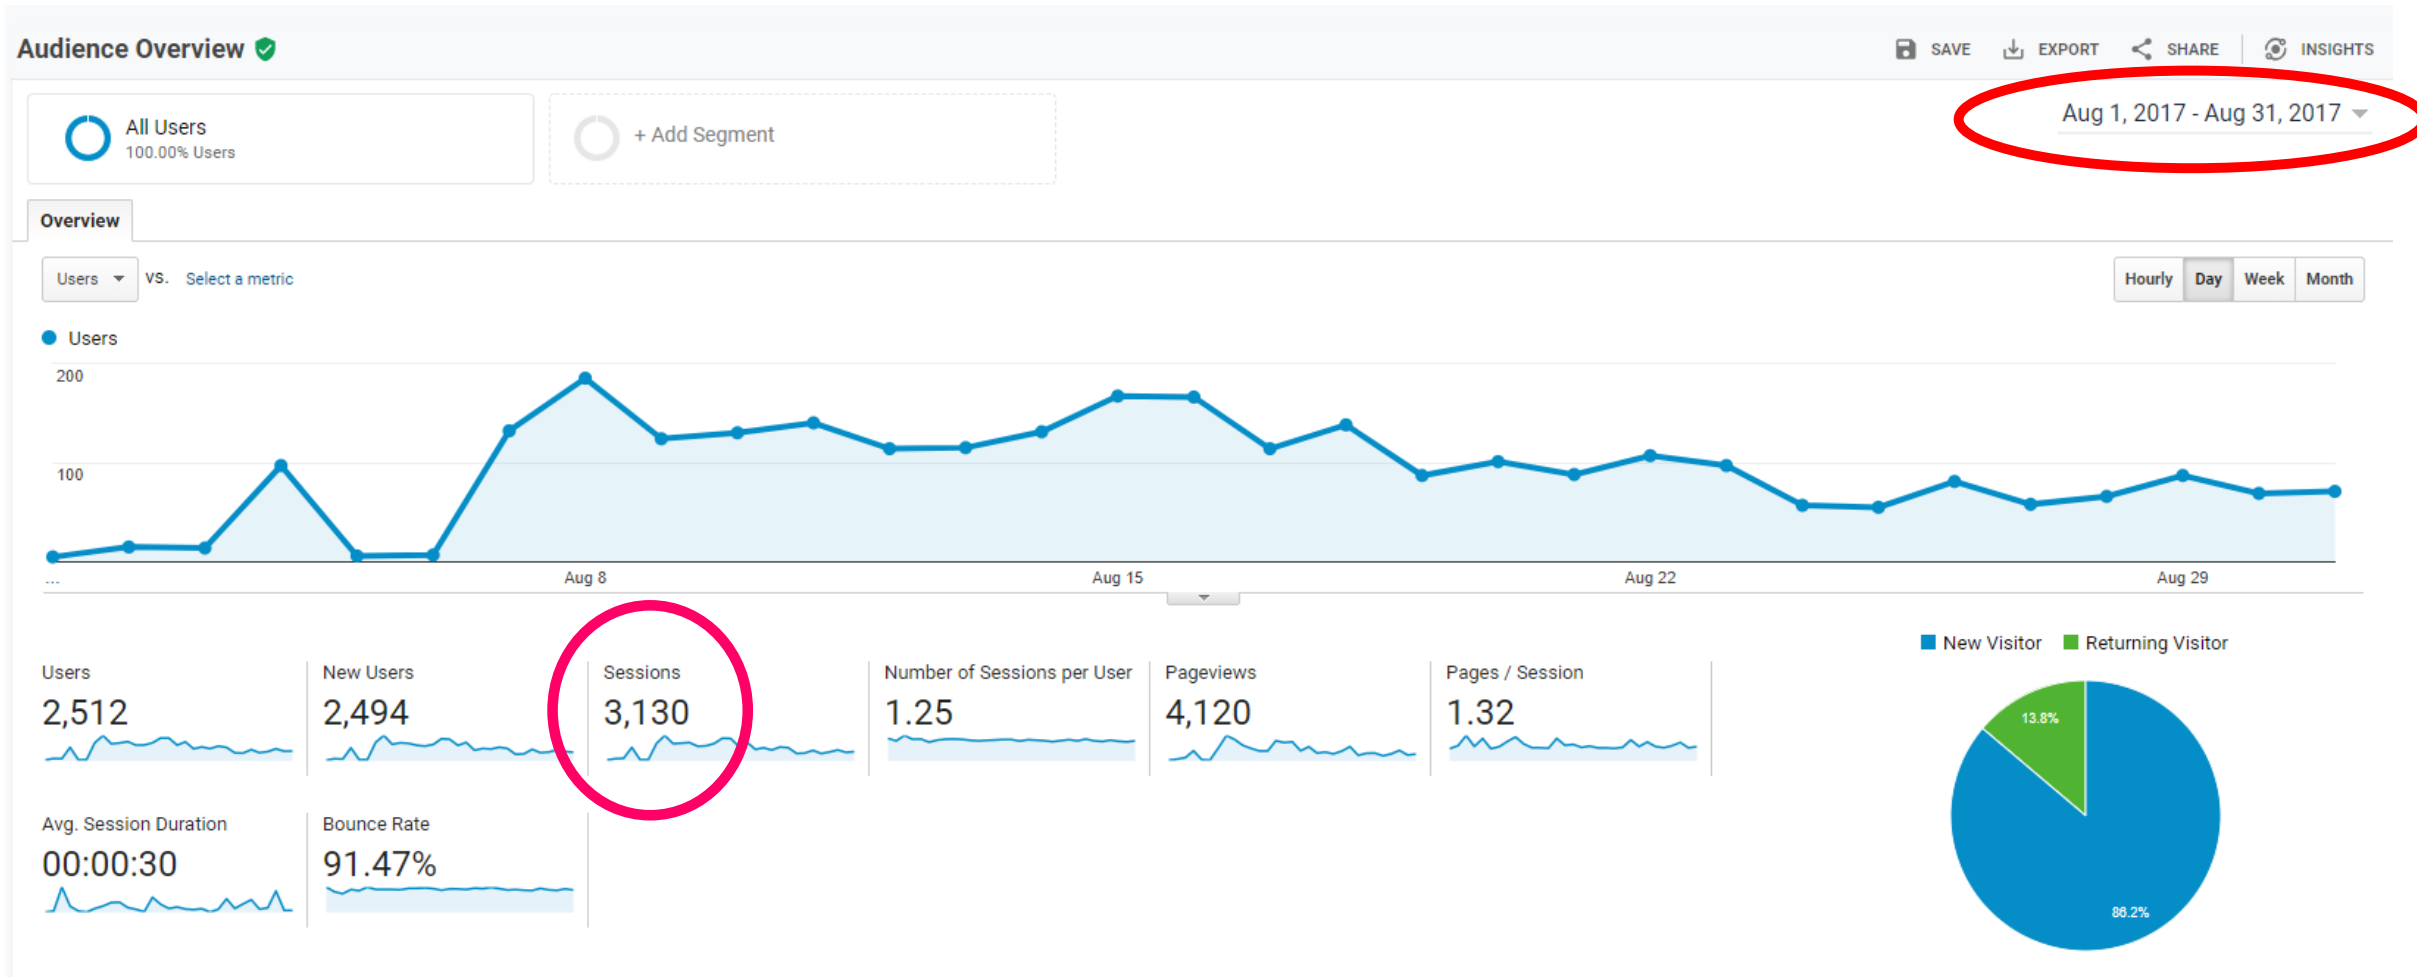 Audience Overview
SAVE EXPORT SHARE INSIGHTS
All Users
100.00% Users
+ Add Segment
Aug 1, 2017 - Aug 31, 2017
Overview
Users VS. Select a metric
Hourly Day Week Month
Users
200
100
... Aug 8 Aug 15 Aug 22 Aug 29
New Visitor Returning Visitor
Users
2,512
New Users
2,494
Sessions
3,130
Number of Sessions per User
1.25
Pageviews
4,120
Pages / Session
1.32
Avg. Session Duration
00:00:30
Bounce Rate
91.47%
13.8%
86.2%